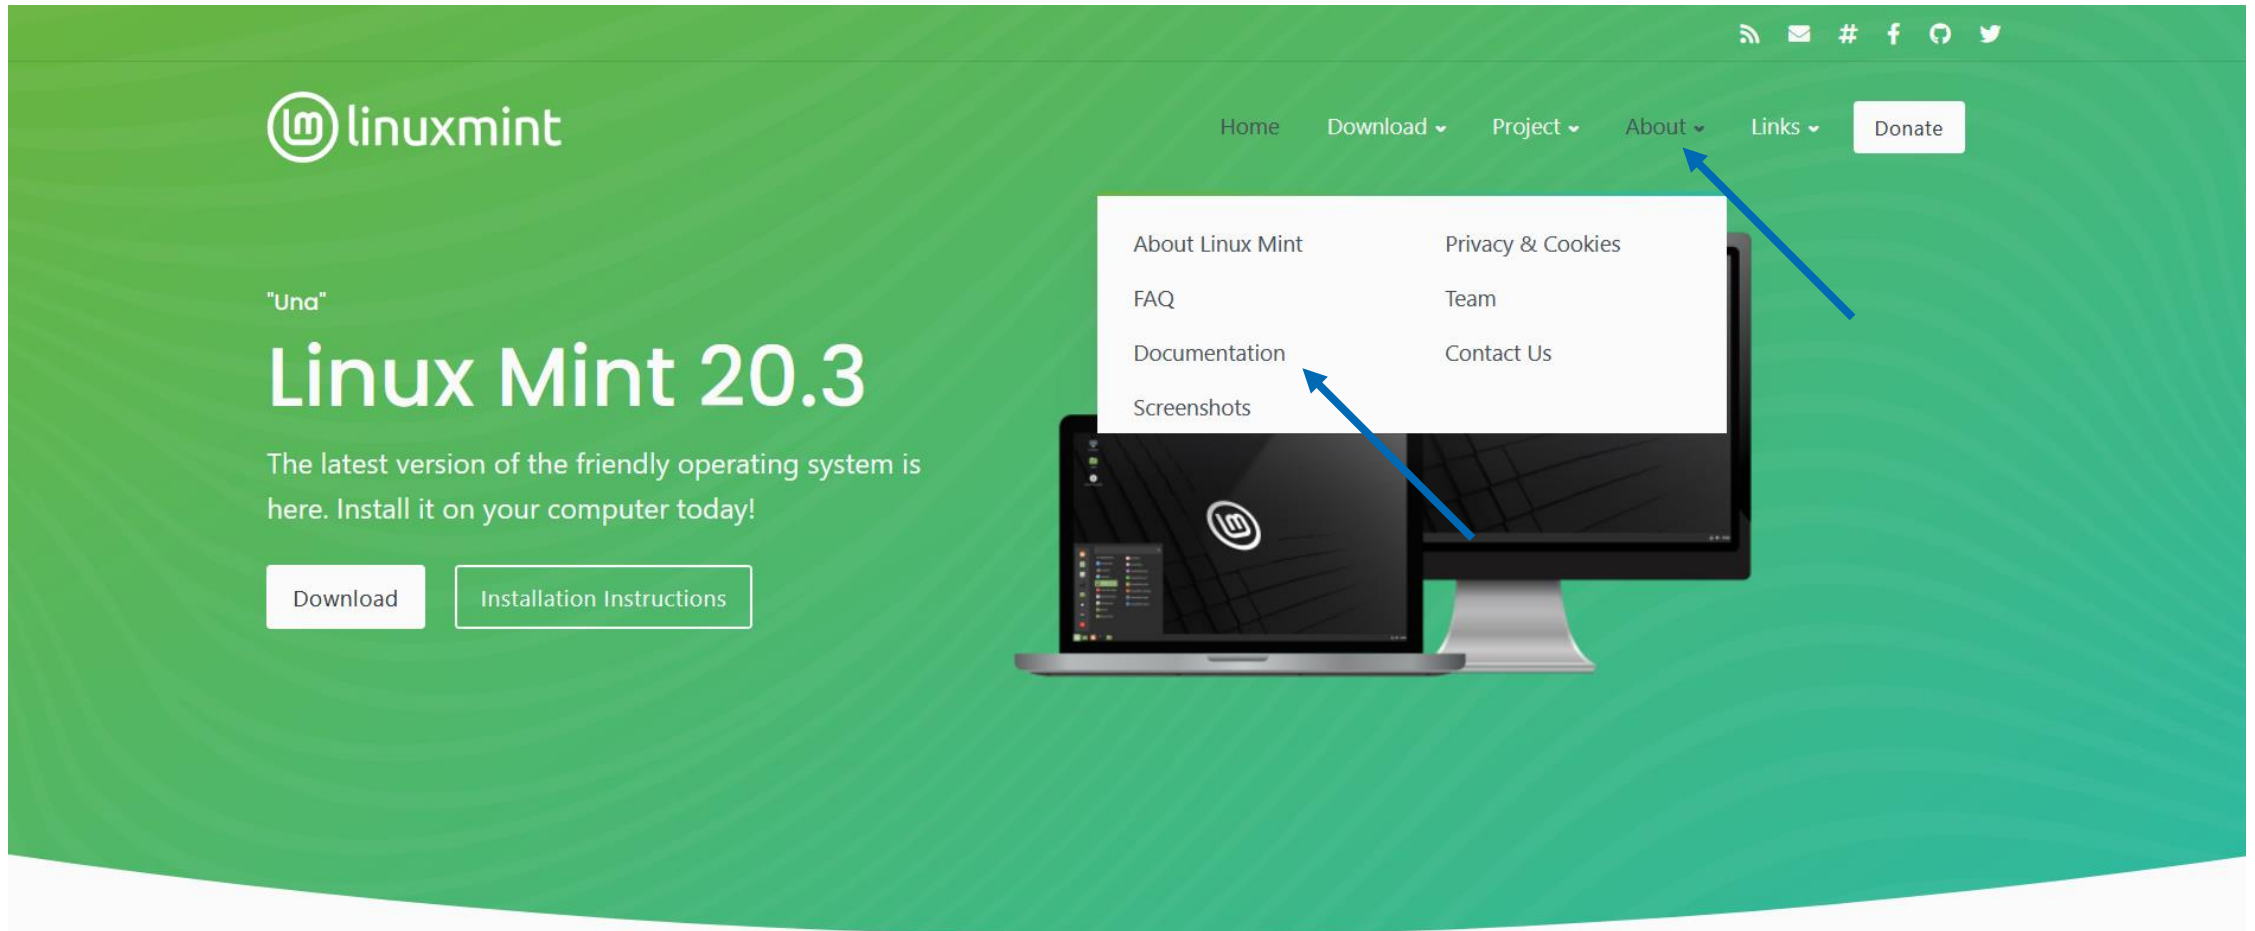 #
linuxmint
Home Download Project About Links Donate
About Linux Mint Privacy & Cookies
FAQ Team
Documentation Contact Us
Screenshots
"Una"
Linux Mint 20.3
The latest version of the friendly operating system is
here. Install it on your computer today!
Download Installation Instructions